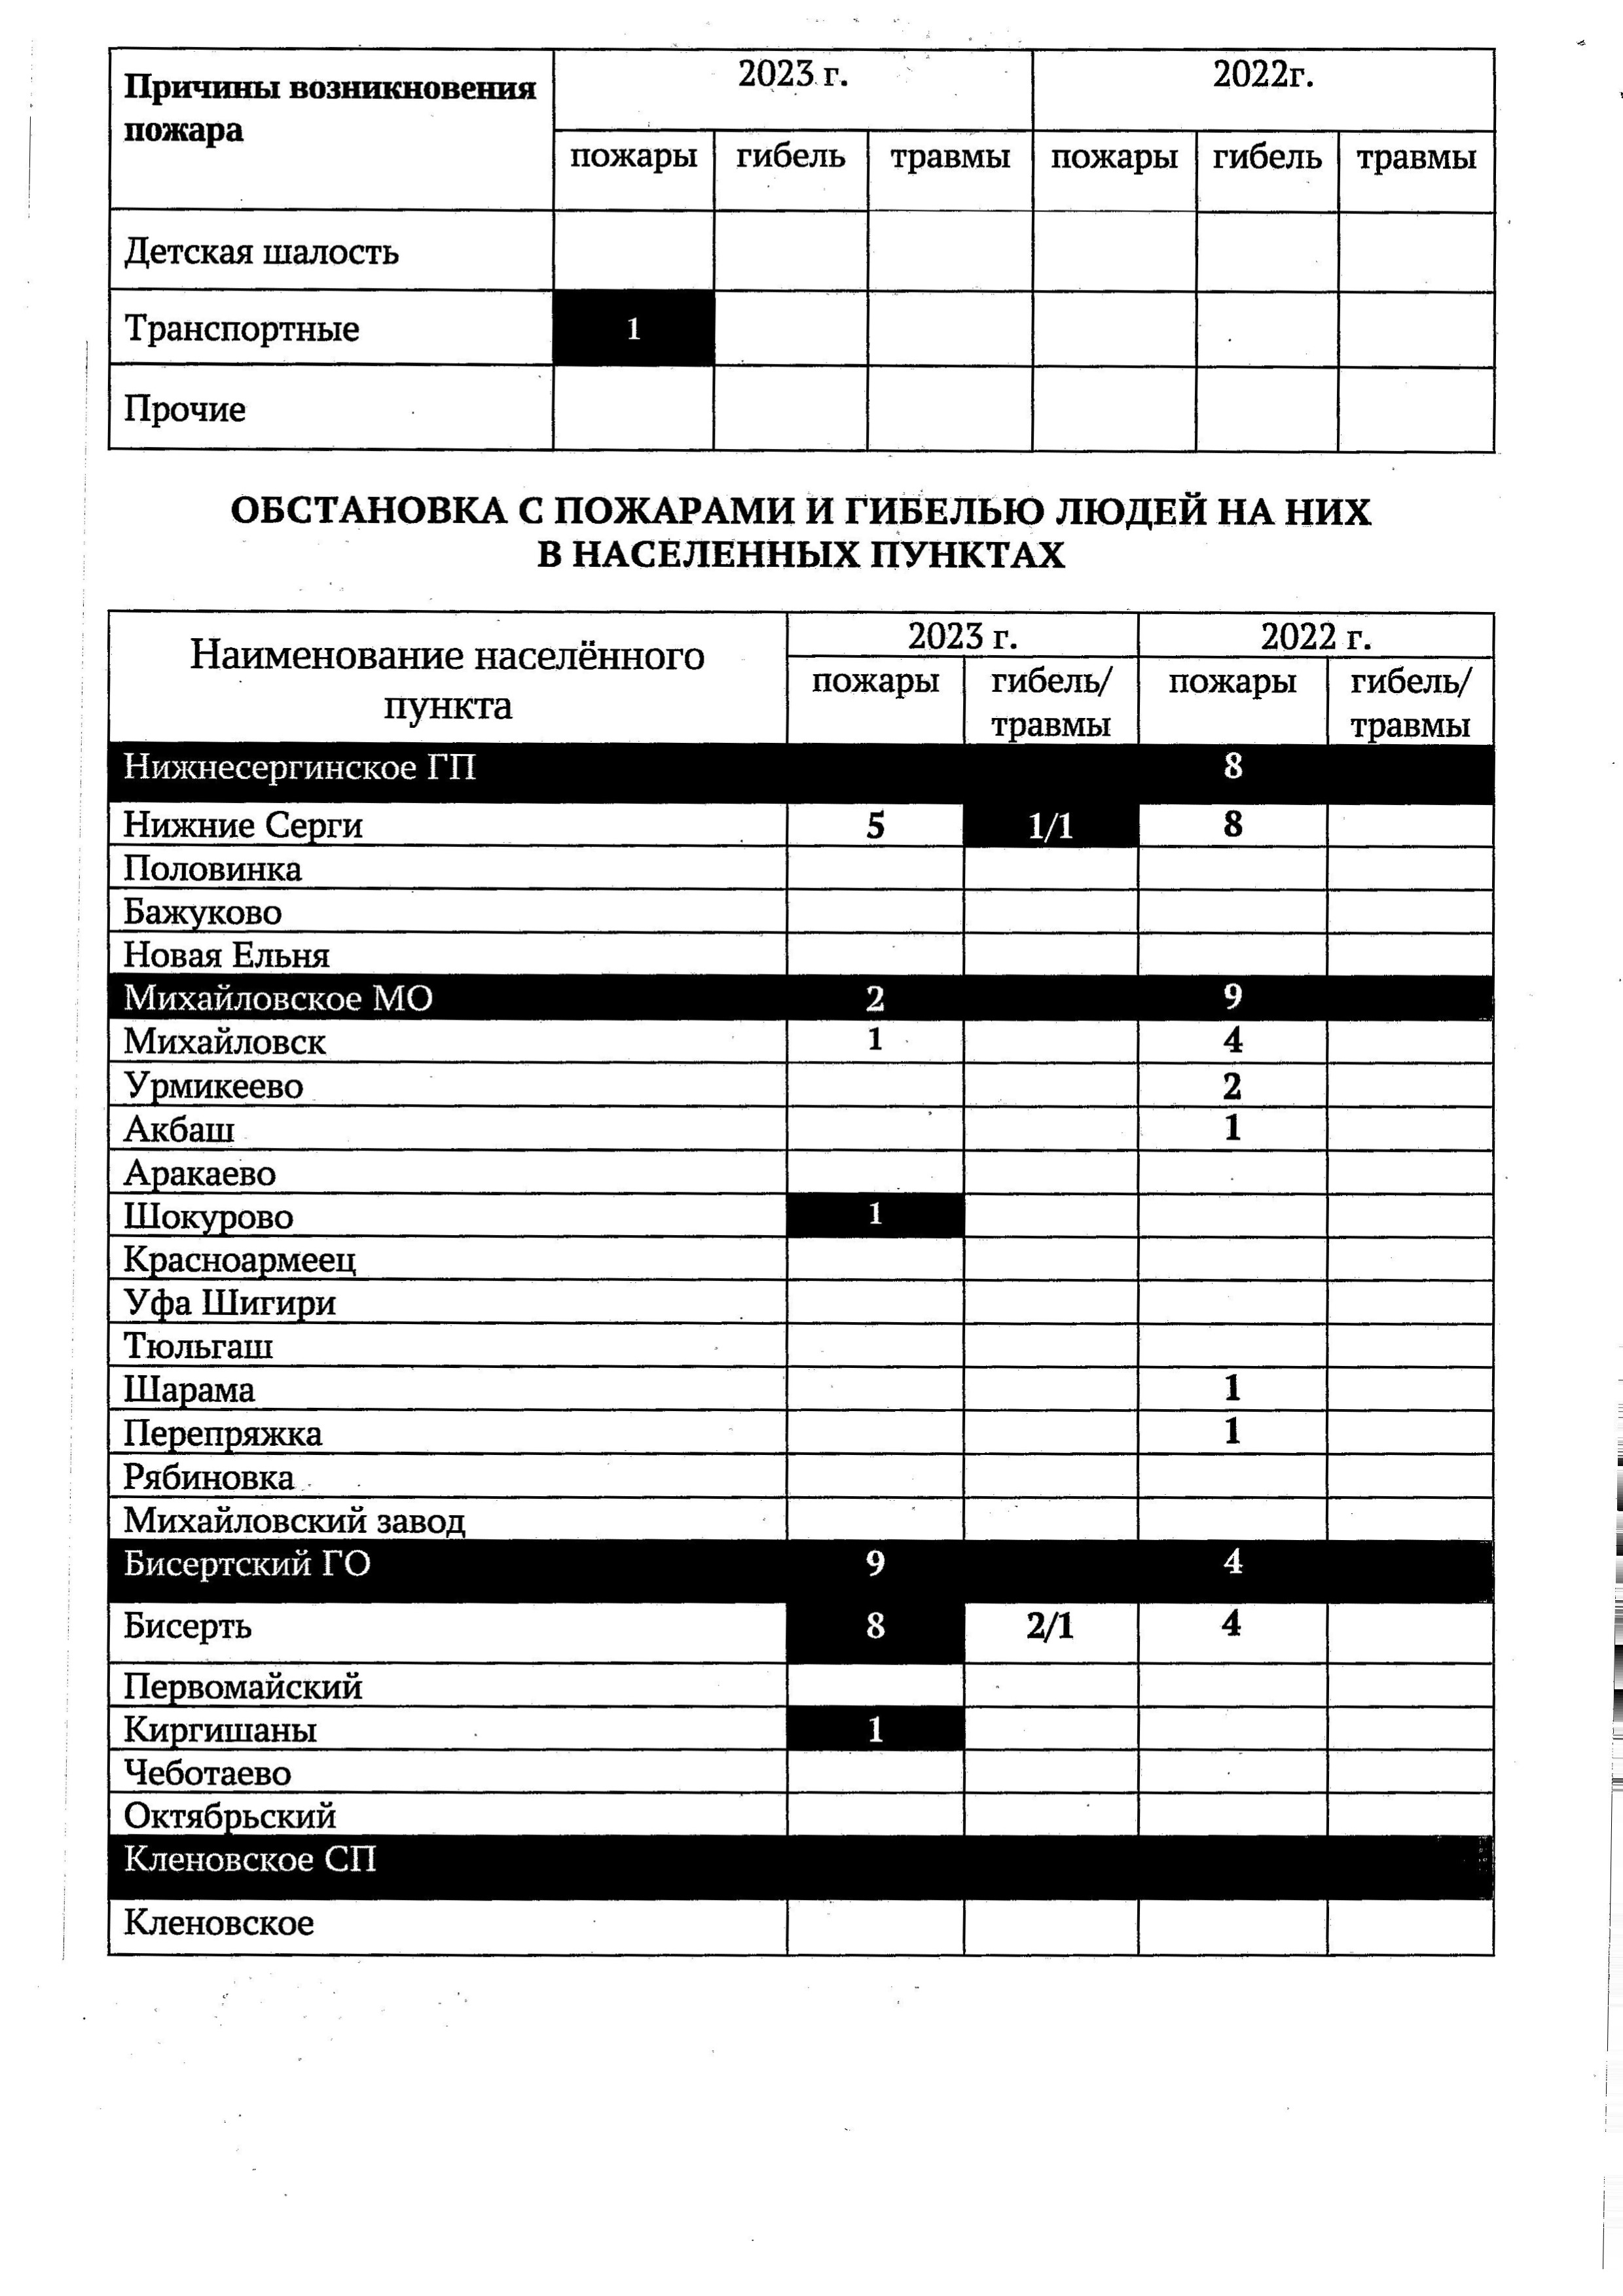 Причины возникновения
пожара
2023 г.
2022г.
пожары гибель травмы пожары гибель травмы
Детская шалость
Транспортные 1
Прочие
ОБСТАНОВКА С ПОЖАРАМИ И ГИБЕЛЬЮ ЛЮДЕЙ НА НИХ
В НАСЕЛЕННЫХ ПУНКТАХ
Наименование населённого
пункта
2023 г. 2022 г.
пожары гибель/ пожары гибель/
травмы травмы
Нижнесергинское ГП 8
Нижние Серги 5 1/1 8
Половинка
Бажуково
Новая Ельня
Михайловское МО 2 9
Михайловск 1 4
Урмикеево 2
Акбаш 1
Аракаево
Шокурово 1
Красноармеец
Уфа Шигири
Тюльгаш
Шарама 1
Перепряжка 1
Рябиновка
Михайловский завод
Бисертский ГО 9 4
Бисерть 8 2/1 4
Первомайский
Киргишаны 1
Чеботаево
Октябрьский
Кленовское СП
Кленовское